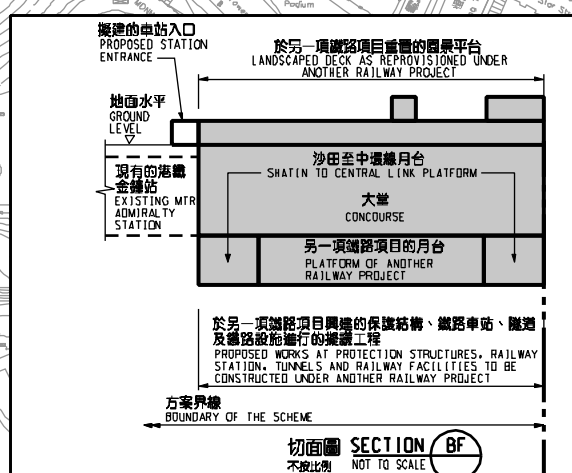 Podium
擬建的車站入口
PROPOSED STATION
ENTRANCE
於另一項鐵路項目重置的園景平台
LANDSCAPED DECK AS REPROVISIONED UNDER
ANOTHER RAILWAY PROJECT
地面水平
GROUND
LEVEL
沙田至中環線月台
SHATIN TO CENTRAL LINK PLATFORM
現有的港鐵
金鐘站
EXISTING MTR
ADMIRALTY
STATION
大堂
CONCOURSE
另一項鐵路項目的月台
PLATFORM OF ANOTHER
RAILWAY PROJECT
於另一項鐵路項目興建的保護結構、鐵路車站、隧道
及鐵路設施進行的擬議工程
PROPOSED WORKS AT PROTECTION STRUCTURES, RAILWAY
STATION, TUNNELS AND RAILWAY FACILITIES TO BE
CONSTRUCTED UNDER ANOTHER RAILWAY PROJECT
方案界線
BOUNDARY OF THE SCHEME
切面圖 SECTION BF
不按比例 NOT TO SCALE